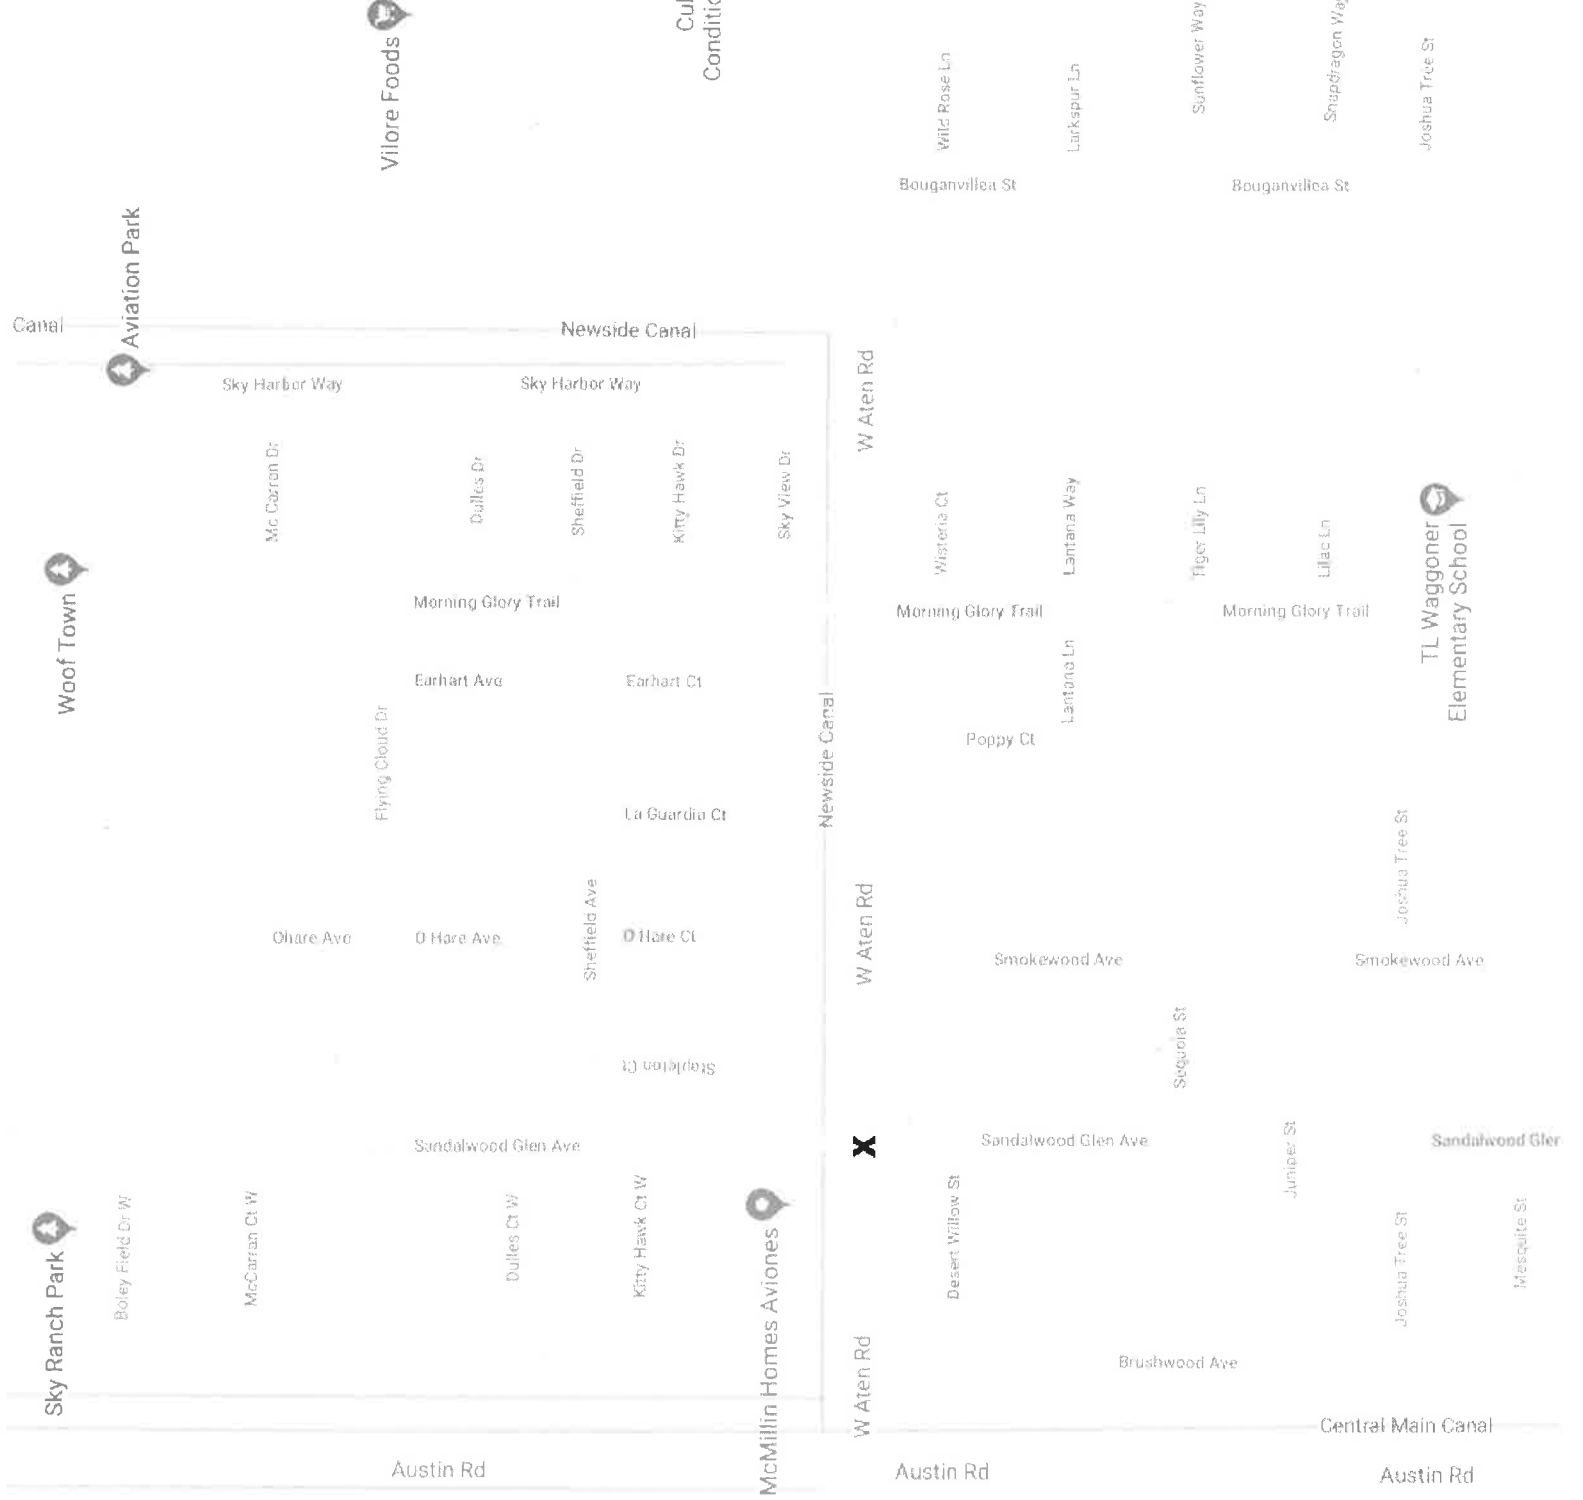 Vilore Foods
Cul
Conditio
Wild Rose Ln
Larkspur Ln
Sunflower Way
Snapdragon Way
Joshua Tree St
Bouganvillea St
Bouganvillea St
Aviation Park
Canal
Newside Canal
Sky Harbor Way
Sky Harbor Way
W Aten Rd
Mc Carran Dr
Dulles Dr
Sheffield Dr
Kitty Hawk Dr
Sky View Dr
Wisteria Ct
Lantana Way
Tiger Lilly Ln
Lilac Ln
TL Waggoner
Elementary School
Woof Town
Morning Glory Trail
Morning Glory Trail
Morning Glory Trail
Earhart Ave
Earhart Ct
Lantana Ln
Flying Cloud Dr
Newside Canal
Poppy Ct
La Guardia Ct
Joshua Tree St
Ohare Ave
O Hare Ave
Sheffield Ave
O Hare Ct
W Aten Rd
Smokewood Ave
Smokewood Ave
Sequoia St
Stapleton Ct
Sandalwood Glen Ave
X
Sandalwood Glen Ave
Juniper St
Sandalwood Glen
Sky Ranch Park
Boley Field Dr W
McCarran Ct W
Dulles Ct W
Kitty Hawk Ct W
McMillin Homes Aviones
Desert Willow St
Joshua Tree St
Mesquite St
W Aten Rd
Brushwood Ave
Central Main Canal
Austin Rd
Austin Rd
Austin Rd